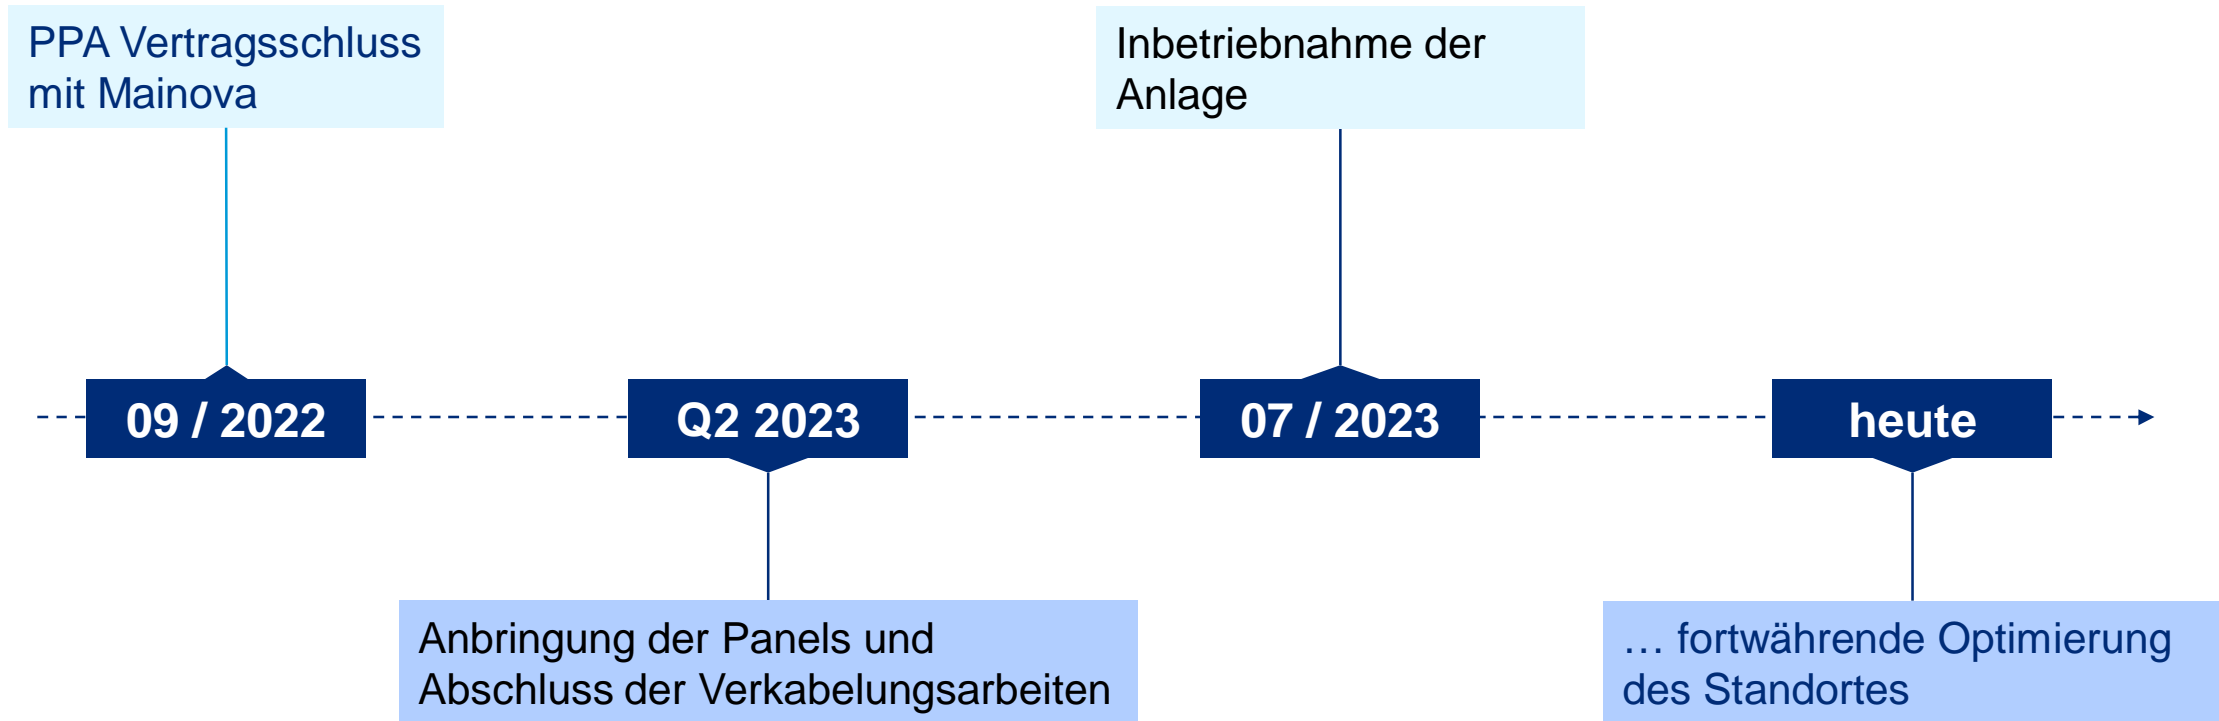 PPA Vertragsschluss
mit Mainova
Inbetriebnahme der
Anlage
09 / 2022
Q2 2023
07 / 2023
heute
Anbringung der Panels und
Abschluss der Verkabelungsarbeiten
… fortwährende Optimierung
des Standortes